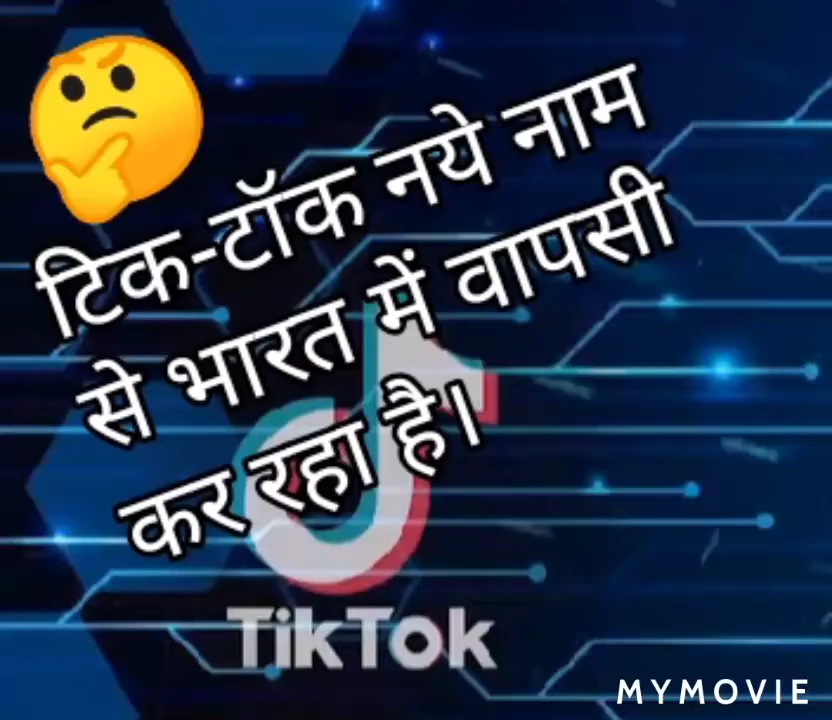 टिक-टॉक नये नाम
से भारत में वापसी
कर रहा है।
TikTok
MYMOVIE